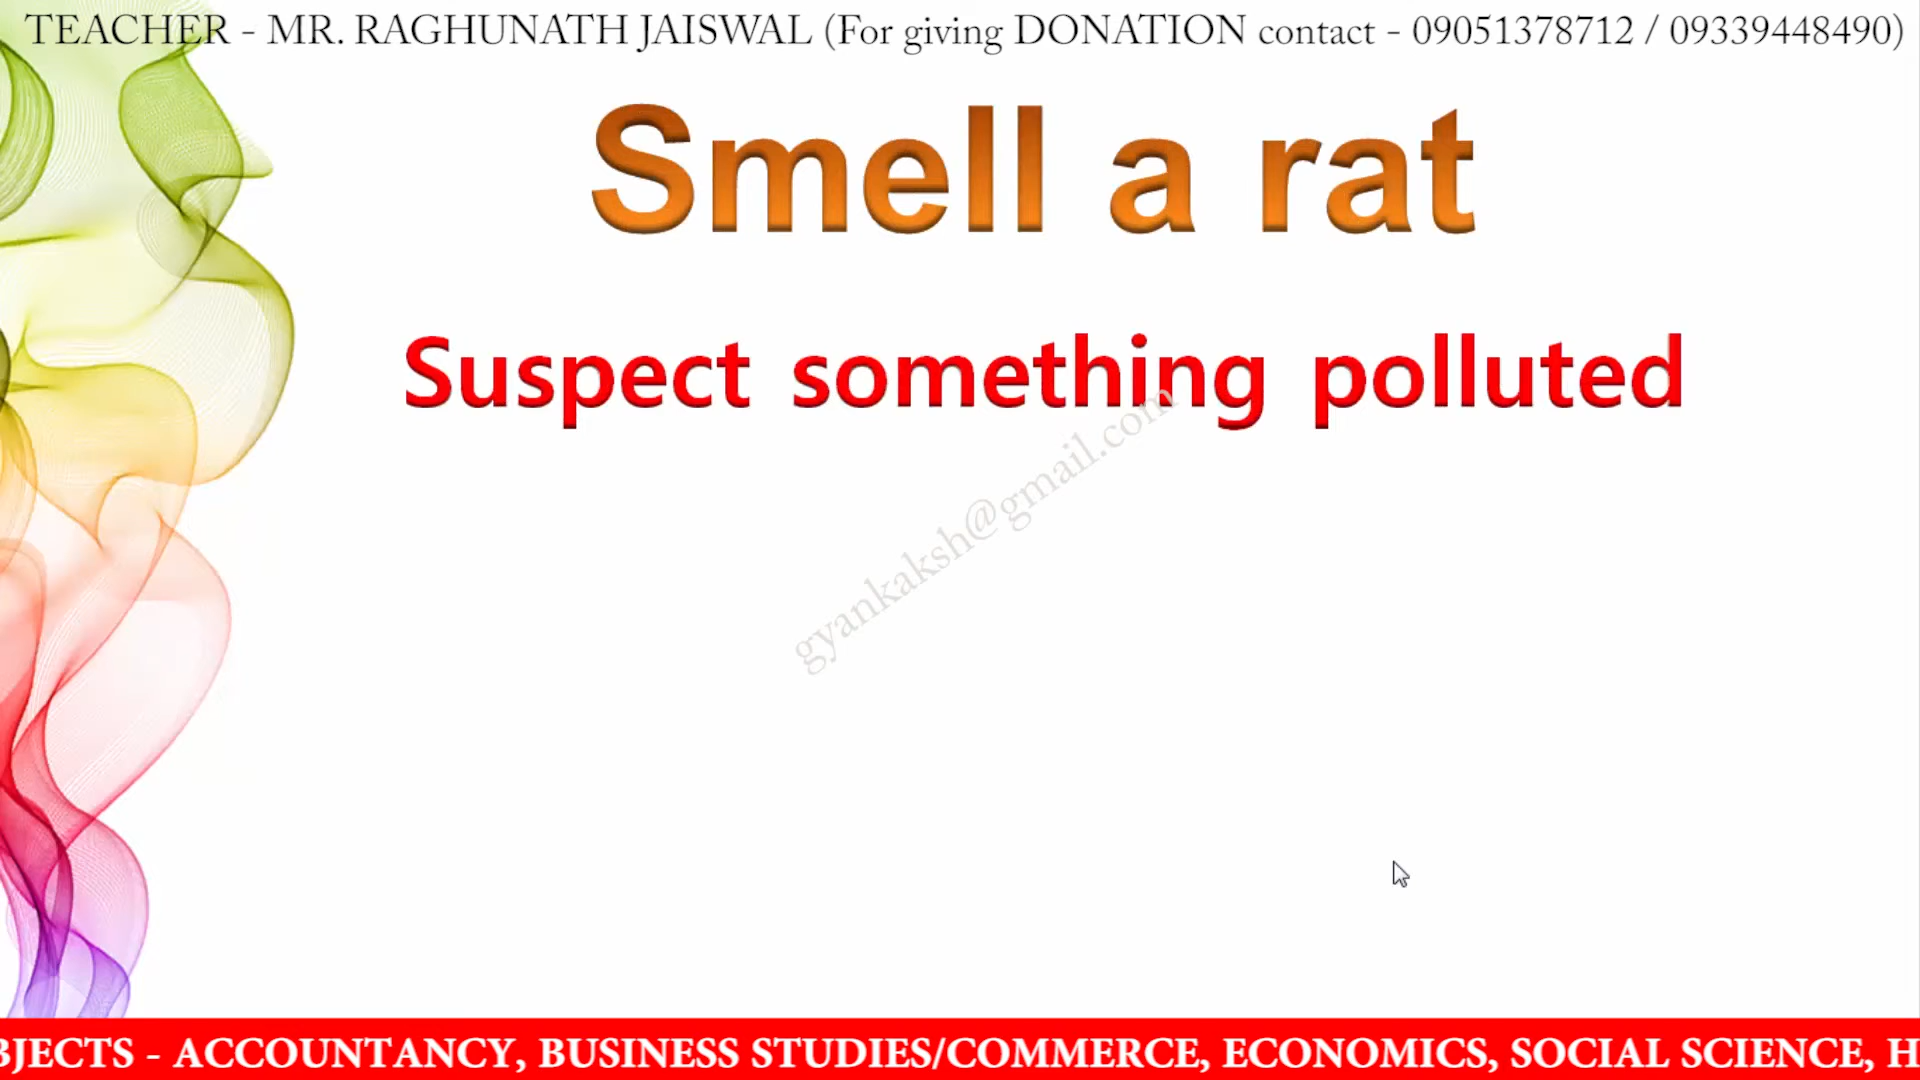 TEACHER - MR. RAGHUNATH JAISWAL (For giving DONATION contact - 09051378712 / 09339448490)
Smell a rat
Suspect something polluted
gyankaksh@gmail.com
BJECTS - ACCOUNTANCY, BUSINESS STUDIES/COMMERCE, ECONOMICS, SOCIAL SCIENCE, H